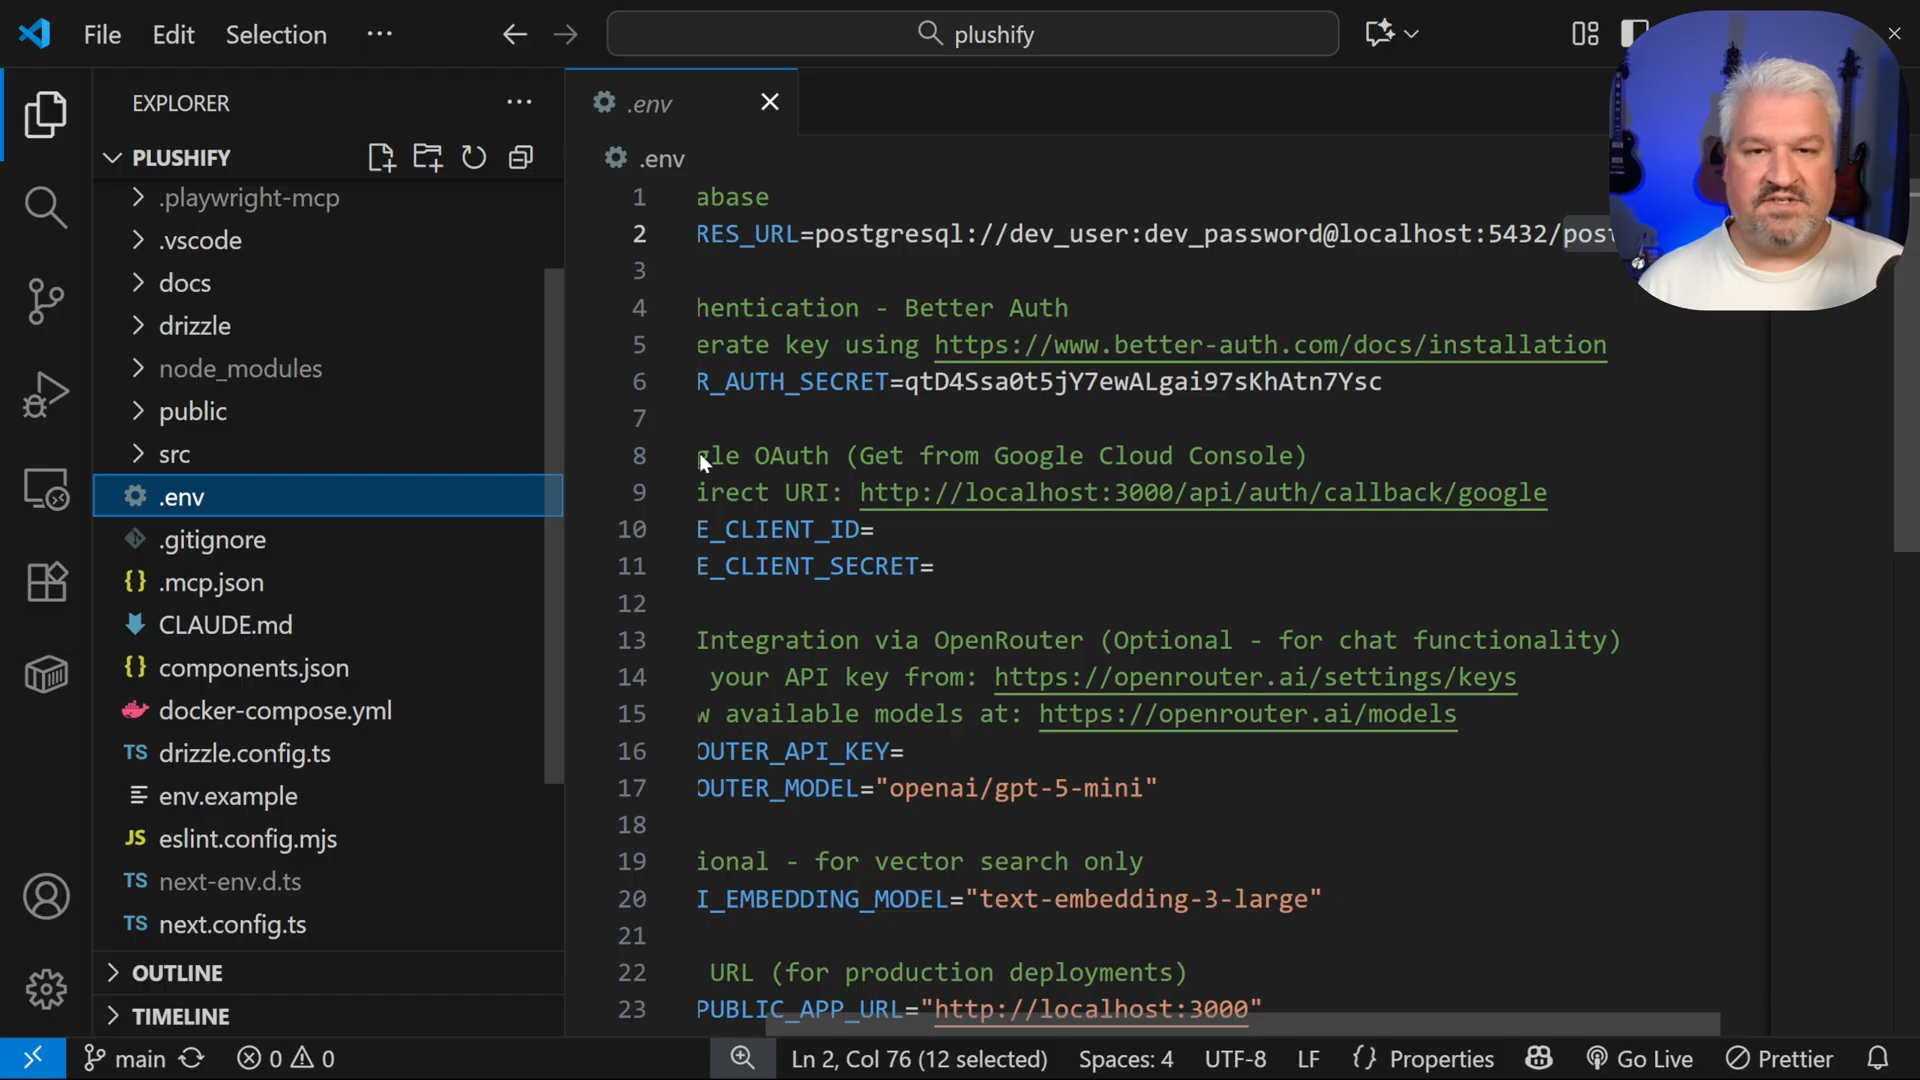 File Edit Selection ··· plushify
EXPLORER ···
PLUSHIFY
.playwright-mcp
.vscode
docs
drizzle
node_modules
public
src
.env
.gitignore
.mcp.json
CLAUDE.md
components.json
docker-compose.yml
TS drizzle.config.ts
env.example
JS eslint.config.mjs
TS next-env.d.ts
TS next.config.ts
OUTLINE
TIMELINE
.env
.env
1 abase
2 RES_URL=postgresql://dev_user:dev_password@localhost:5432/post
3
4 hentication - Better Auth
5 erate key using https://www.better-auth.com/docs/installation
6 R_AUTH_SECRET=qtD4Ssa0t5jY7ewALgai97sKhAtn7Ysc
7
8 gle OAuth (Get from Google Cloud Console)
9 irect URI: http://localhost:3000/api/auth/callback/google
10 E_CLIENT_ID=
11 E_CLIENT_SECRET=
12
13 Integration via OpenRouter (Optional - for chat functionality)
14 your API key from: https://openrouter.ai/settings/keys
15 w available models at: https://openrouter.ai/models
16 OUTER_API_KEY=
17 OUTER_MODEL="openai/gpt-5-mini"
18
19 ional - for vector search only
20 I_EMBEDDING_MODEL="text-embedding-3-large"
21
22 URL (for production deployments)
23 PUBLIC_APP_URL="http://localhost:3000"
main 0 0 Ln 2, Col 76 (12 selected) Spaces: 4 UTF-8 LF {} Properties Go Live Prettier